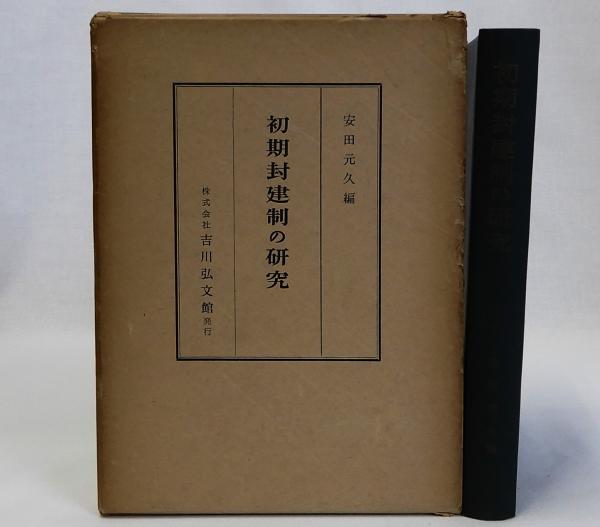 安田元久編
初期封建制の研究
株式会社 吉川弘文館 発行
初期封建制の研究